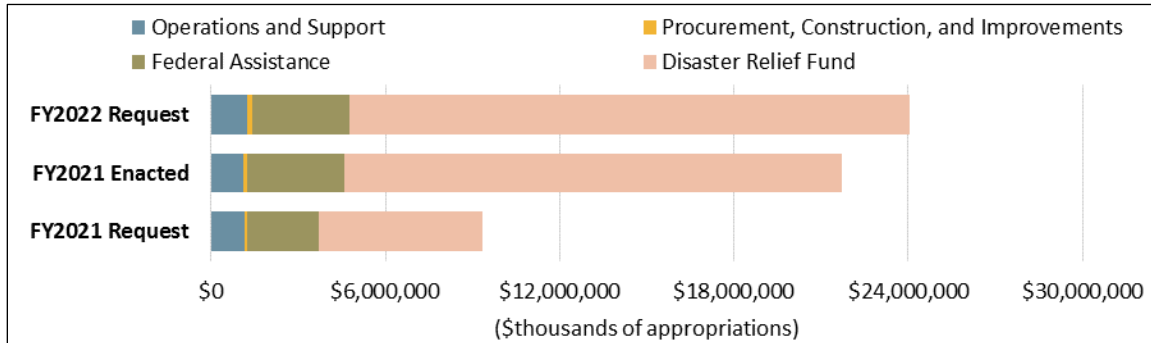 Operations and Support
Procurement, Construction, and Improvements
Federal Assistance
Disaster Relief Fund
FY2022 Request
FY2021 Enacted
FY2021 Request
$0 $6,000,000 $12,000,000 $18,000,000 $24,000,000 $30,000,000
($thousands of appropriations)